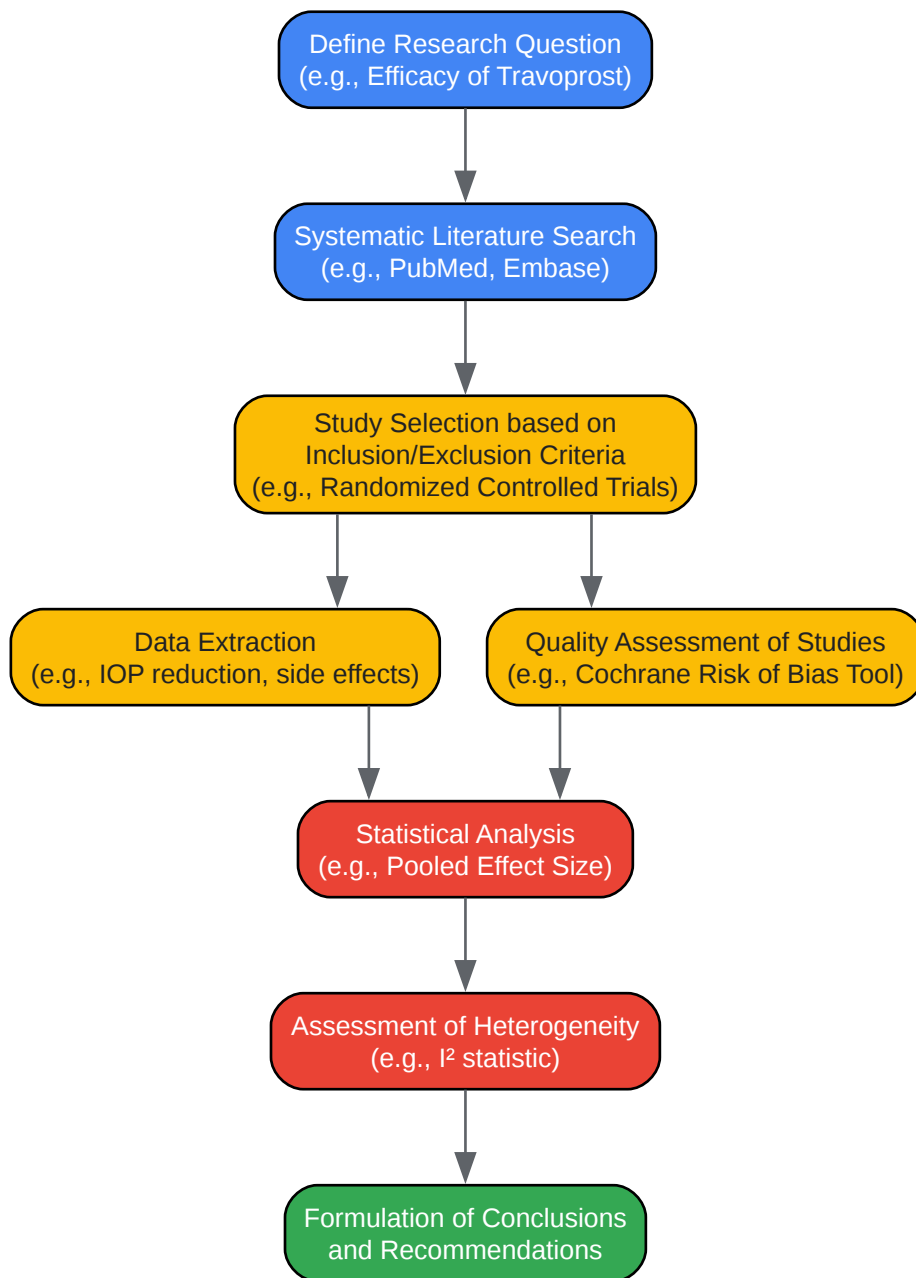 Define Research Question
(e.g., Efficacy of Travoprost)
Systematic Literature Search
(e.g., PubMed, Embase)
Study Selection based on
Inclusion/Exclusion Criteria
(e.g., Randomized Controlled Trials)
Data Extraction
(e.g., IOP reduction, side effects)
Quality Assessment of Studies
(e.g., Cochrane Risk of Bias Tool)
Statistical Analysis
(e.g., Pooled Effect Size)
Assessment of Heterogeneity
(e.g., I² statistic)
Formulation of Conclusions
and Recommendations